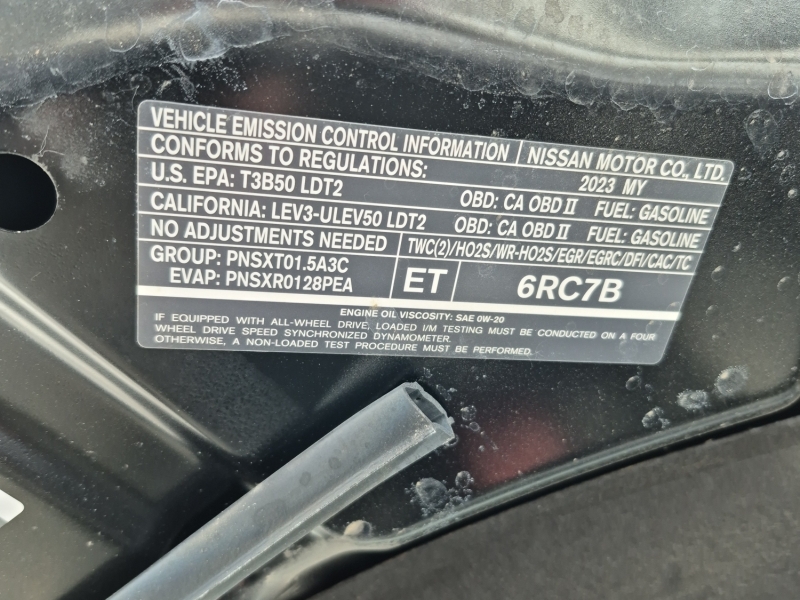 VEHICLE EMISSION CONTROL INFORMATION NISSAN MOTOR CO., LTD.
CONFORMS TO REGULATIONS: 2023 MY
U.S. EPA: T3B50 LDT2 OBD: CA OBD II FUEL: GASOLINE
CALIFORNIA: LEV3-ULEV50 LDT2 OBD: CA OBD II FUEL: GASOLINE
NO ADJUSTMENTS NEEDED TWC(2)/HO2S/WR-HO2S/EGR/EGRC/DFI/CAC/TC
GROUP: PNSXT01.5A3C
EVAP: PNSXR0128PEA ET 6RC7B
ENGINE OIL VISCOSITY: SAE 0W-20
IF EQUIPPED WITH ALL-WHEEL DRIVE, LOADED I/M TESTING MUST BE CONDUCTED ON A FOUR
WHEEL DRIVE SPEED SYNCHRONIZED DYNAMOMETER.
OTHERWISE, A NON-LOADED TEST PROCEDURE MUST BE PERFORMED.